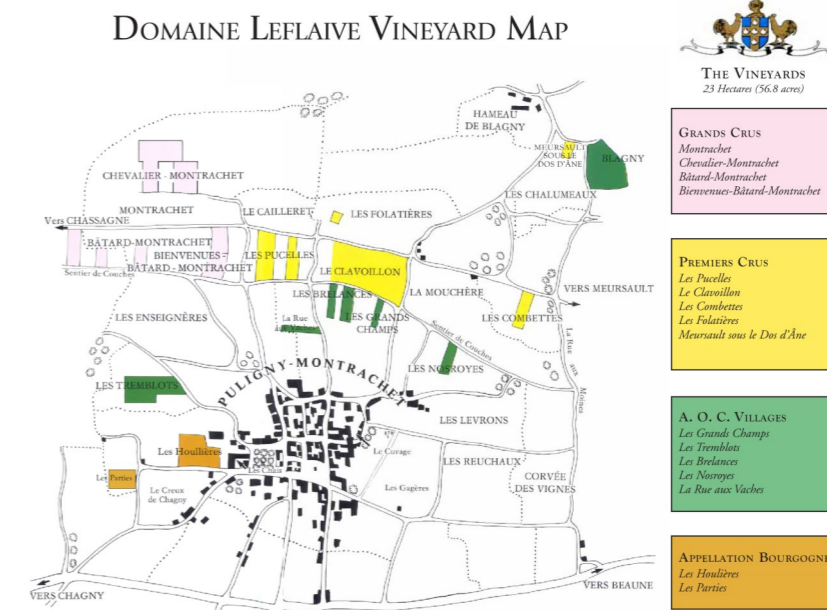 DOMAINE LEFLAIVE VINEYARD MAP
THE VINEYARDS
23 Hectares (56.8 acres)
GRANDS CRUS
Montrachet
Chevalier-Montrachet
Bâtard-Montrachet
Bienvenues-Bâtard-Montrachet
PREMIERS CRUS
Les Pucelles
Le Clavoillon
Les Combettes
Les Folatières
Meursault sous le Dos d'Âne
A. O. C. VILLAGES
Les Grands Champs
Les Tremblots
Les Brelances
Les Nosroyes
La Rue aux Vaches
APPELLATION BOURGOGNE
Les Houlières
Les Parties
HAMEAU
DE BLAGNY
MEURSAULT
SOUS LE
DOS D'ÂNE
BLAGNY
CHEVALIER - MONTRACHET
LES CHALUMEAUX
MONTRACHET
LE CAILLERET
LES FOLATIÈRES
Vers CHASSAGNE
BÂTARD-MONTRACHET
BIENVENUES -
BÂTARD - MONTRACHET
LES PUCELLES
Sentier de Couches
LE CLAVOILLON
LES BRELANCES
LA MOUCHÈRE
VERS MEURSAULT
LES ENSEIGNÈRES
La Rue
aux Vaches
LES GRANDS
CHAMPS
LES COMBETTES
Sentier de Couches
La Rue aux Moines
LES NOSROYES
LES TREMBLOTS
PULIGNY-MONTRACHET
LES LEVRONS
Les Houllières
Le Curage
LES REUCHAUX
Les Parties
Les Gagères
CORVÉE
DES VIGNES
Le Creux
de Chagny
VERS CHAGNY
VERS BEAUNE